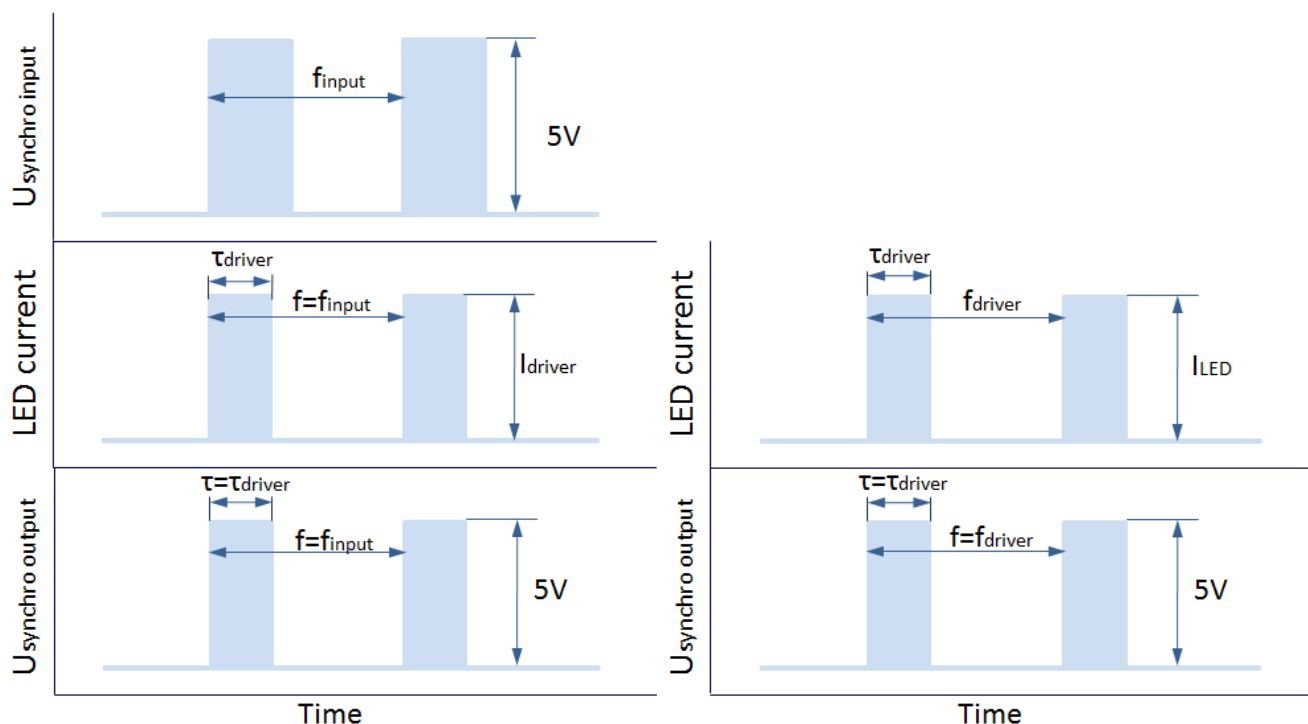 Usynchro input
finput
5V
LED current
τdriver
f=finput
Idriver
Usynchro output
τ=τdriver
f=finput
5V
Time
LED current
τdriver
fdriver
ILED
Usynchro output
τ=τdriver
f=fdriver
5V
Time